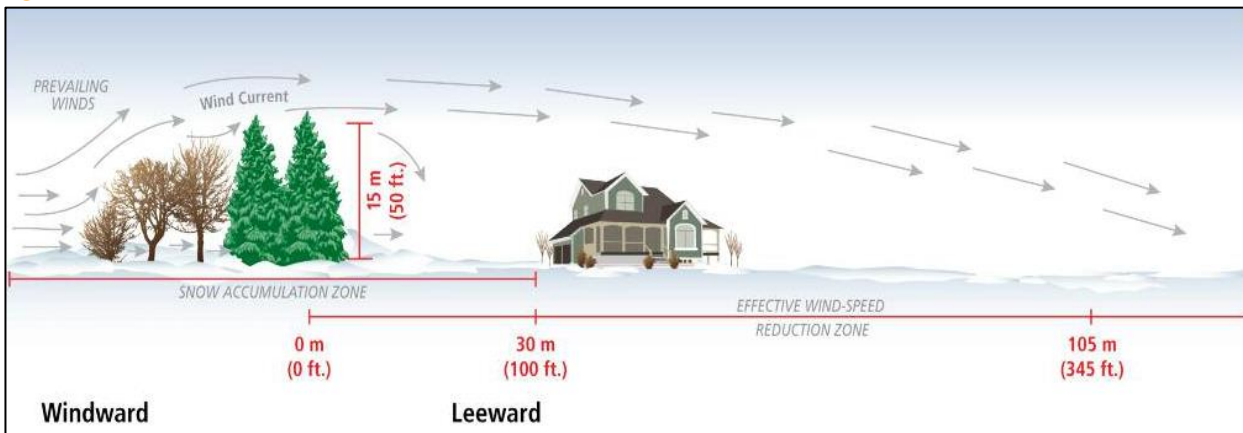 PREVAILING
WINDS
Wind Current
15 m
(50 ft.)
SNOW ACCUMULATION ZONE
EFFECTIVE WIND-SPEED
REDUCTION ZONE
0 m
(0 ft.)
30 m
(100 ft.)
105 m
(345 ft.)
Windward
Leeward